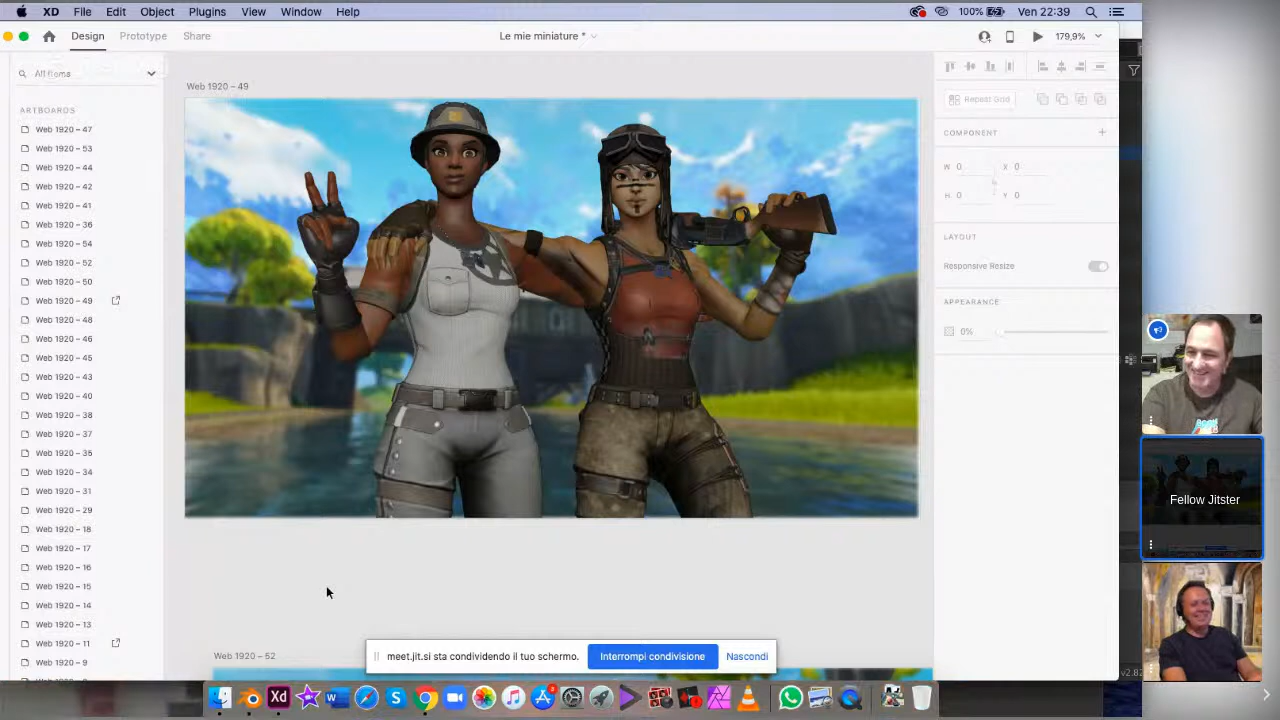 XD File Edit Object Plugins View Window Help 100% Ven 22:39
Design Prototype Share Le mie miniature * 179,9%
All Items
ARTBOARDS
Web 1920 – 47
Web 1920 – 53
Web 1920 – 44
Web 1920 – 42
Web 1920 – 41
Web 1920 – 36
Web 1920 – 54
Web 1920 – 52
Web 1920 – 50
Web 1920 – 49
Web 1920 – 48
Web 1920 – 46
Web 1920 – 45
Web 1920 – 43
Web 1920 – 40
Web 1920 – 38
Web 1920 – 37
Web 1920 – 35
Web 1920 – 34
Web 1920 – 31
Web 1920 – 29
Web 1920 – 18
Web 1920 – 17
Web 1920 – 16
Web 1920 – 15
Web 1920 – 14
Web 1920 – 13
Web 1920 – 11
Web 1920 – 9
Web 1920 – 49
Web 1920 – 52
Repeat Grid
COMPONENT
W 0 X 0
H 0 Y 0
LAYOUT
Responsive Resize
APPEARANCE
0%
meet.jit.si sta condividendo il tuo schermo. Interrompi condivisione Nascondi
Xd
Fellow Jitster
v2.82